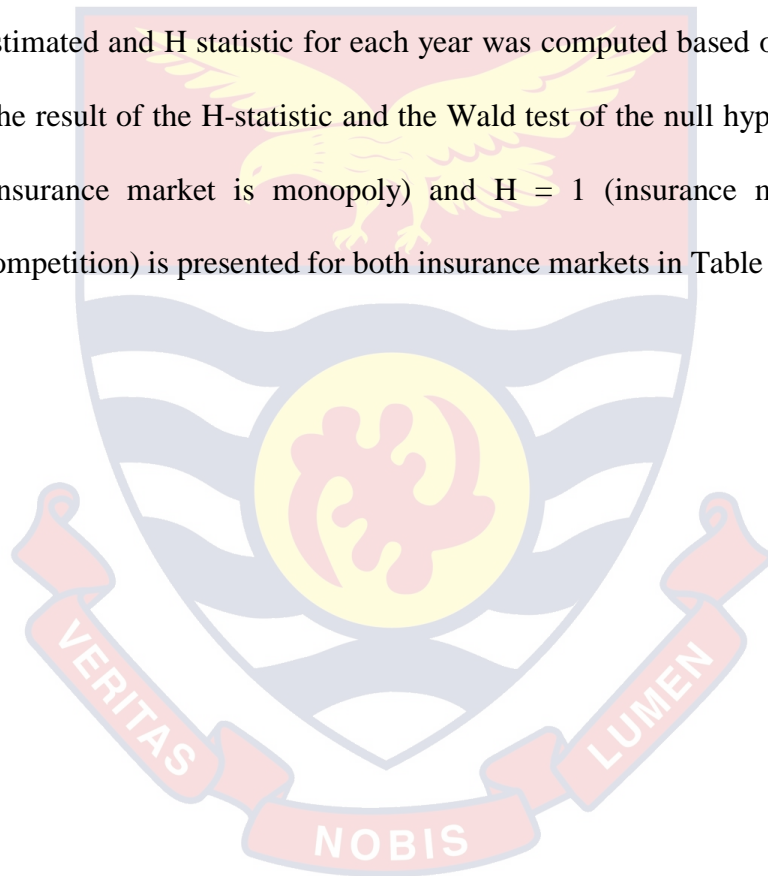 stimated and H statistic for each year was computed based o
he result of the H-statistic and the Wald test of the null hyp
nsurance market is monopoly) and H = 1 (insurance m
ompetition) is presented for both insurance markets in Table
VERITAS
NOBIS
LUMEN